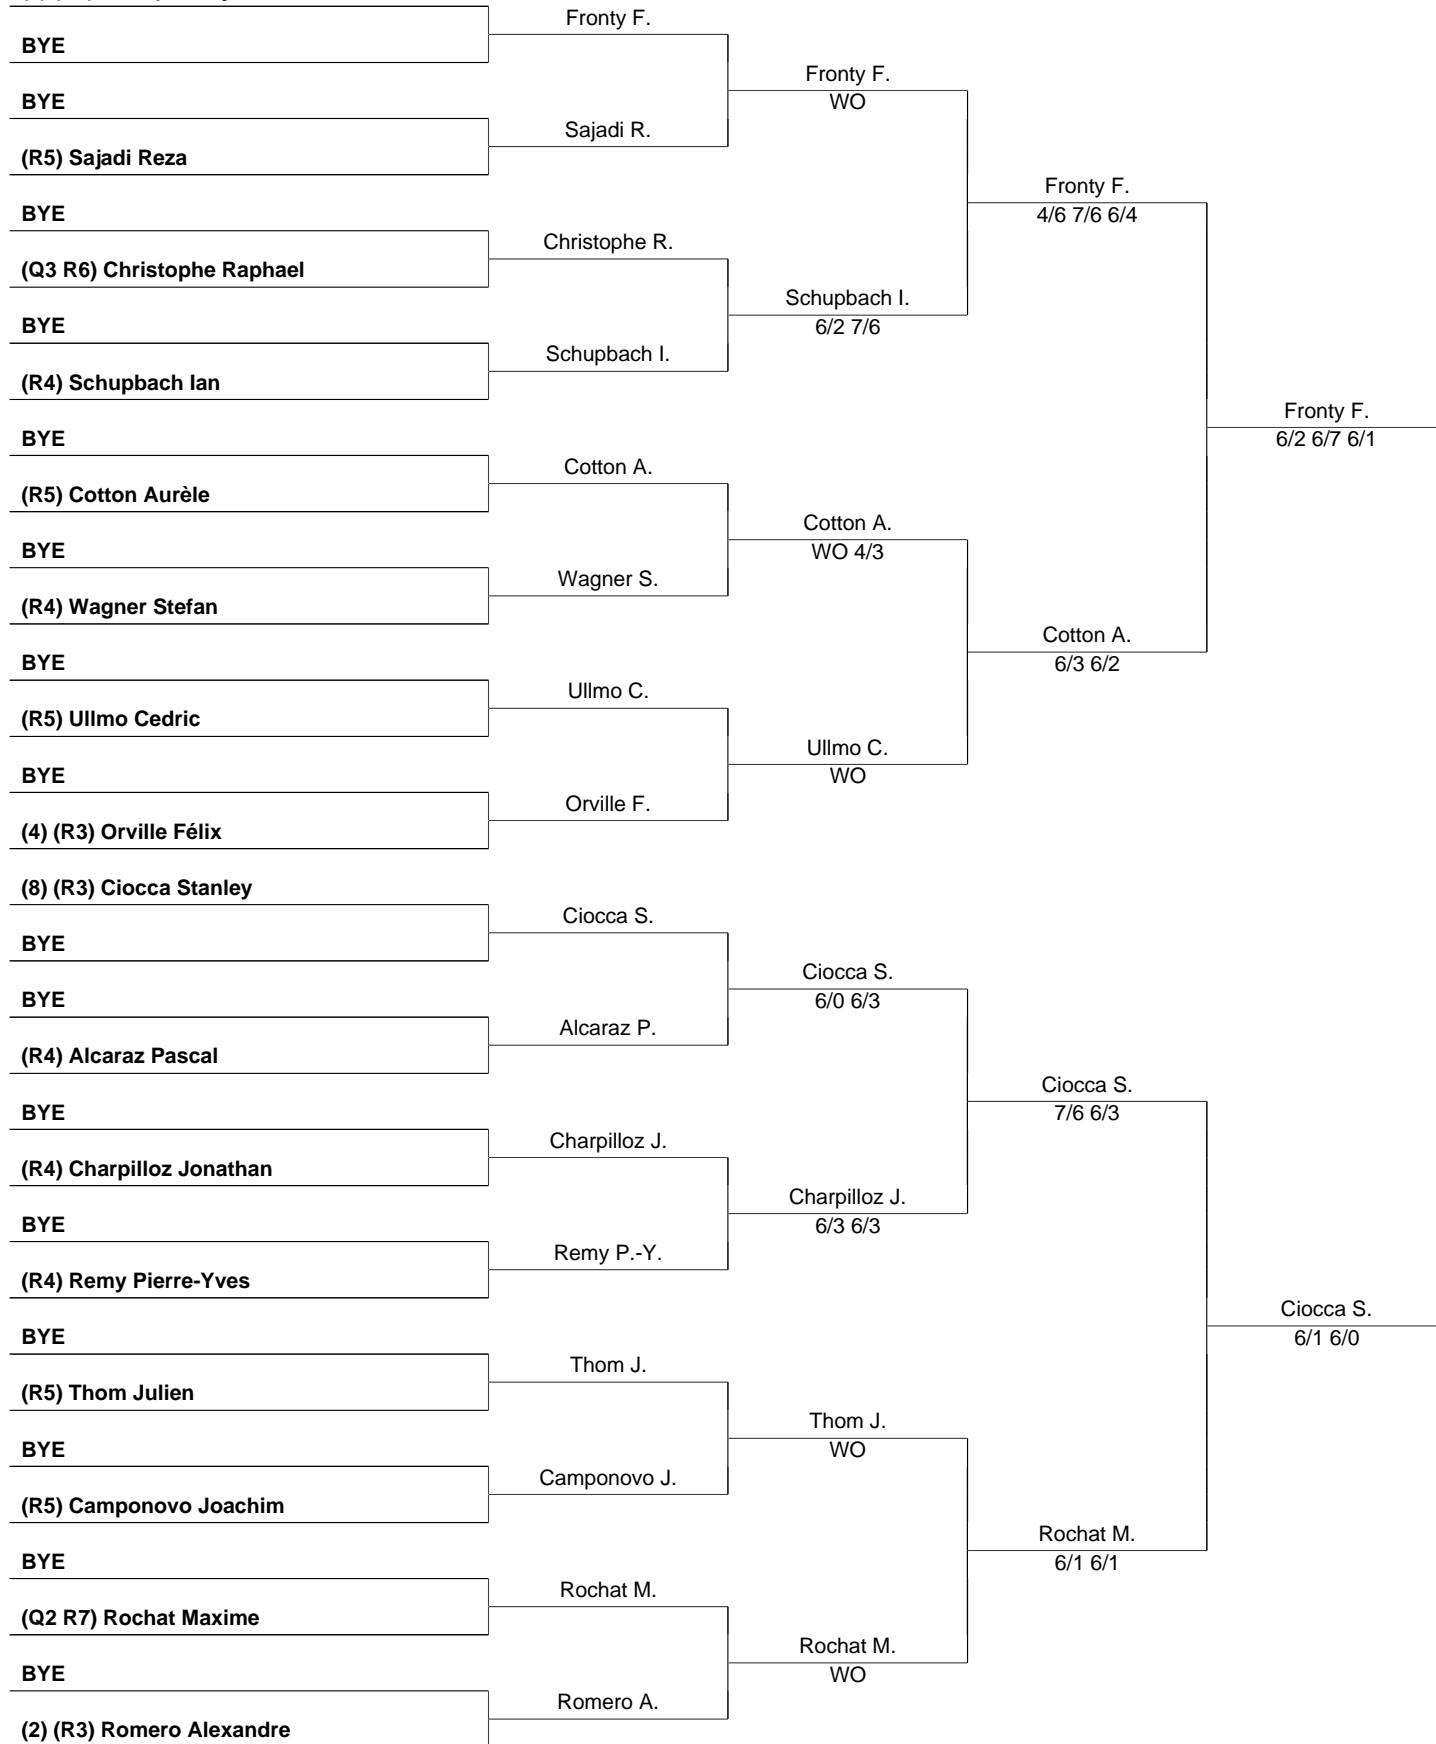 BYE
BYE
(R5) Sajadi Reza
BYE
(Q3 R6) Christophe Raphael
BYE
(R4) Schupbach Ian
BYE
(R5) Cotton Aurèle
BYE
(R4) Wagner Stefan
BYE
(R5) Ullmo Cedric
BYE
(4) (R3) Orville Félix
(8) (R3) Ciocca Stanley
BYE
BYE
(R4) Alcaraz Pascal
BYE
(R4) Charpilloz Jonathan
BYE
(R4) Remy Pierre-Yves
BYE
(R5) Thom Julien
BYE
(R5) Camponovo Joachim
BYE
(Q2 R7) Rochat Maxime
BYE
(2) (R3) Romero Alexandre
Fronty F.
Sajadi R.
Christophe R.
Schupbach I.
Cotton A.
Wagner S.
Ullmo C.
Orville F.
Ciocca S.
Alcaraz P.
Charpilloz J.
Remy P.-Y.
Thom J.
Camponovo J.
Rochat M.
Romero A.
Fronty F.
WO
Schupbach I.
6/2 7/6
Cotton A.
WO 4/3
Ullmo C.
WO
Ciocca S.
6/0 6/3
Charpilloz J.
6/3 6/3
Thom J.
WO
Rochat M.
WO
Fronty F.
4/6 7/6 6/4
Cotton A.
6/3 6/2
Ciocca S.
7/6 6/3
Rochat M.
6/1 6/1
Fronty F.
6/2 6/7 6/1
Ciocca S.
6/1 6/0